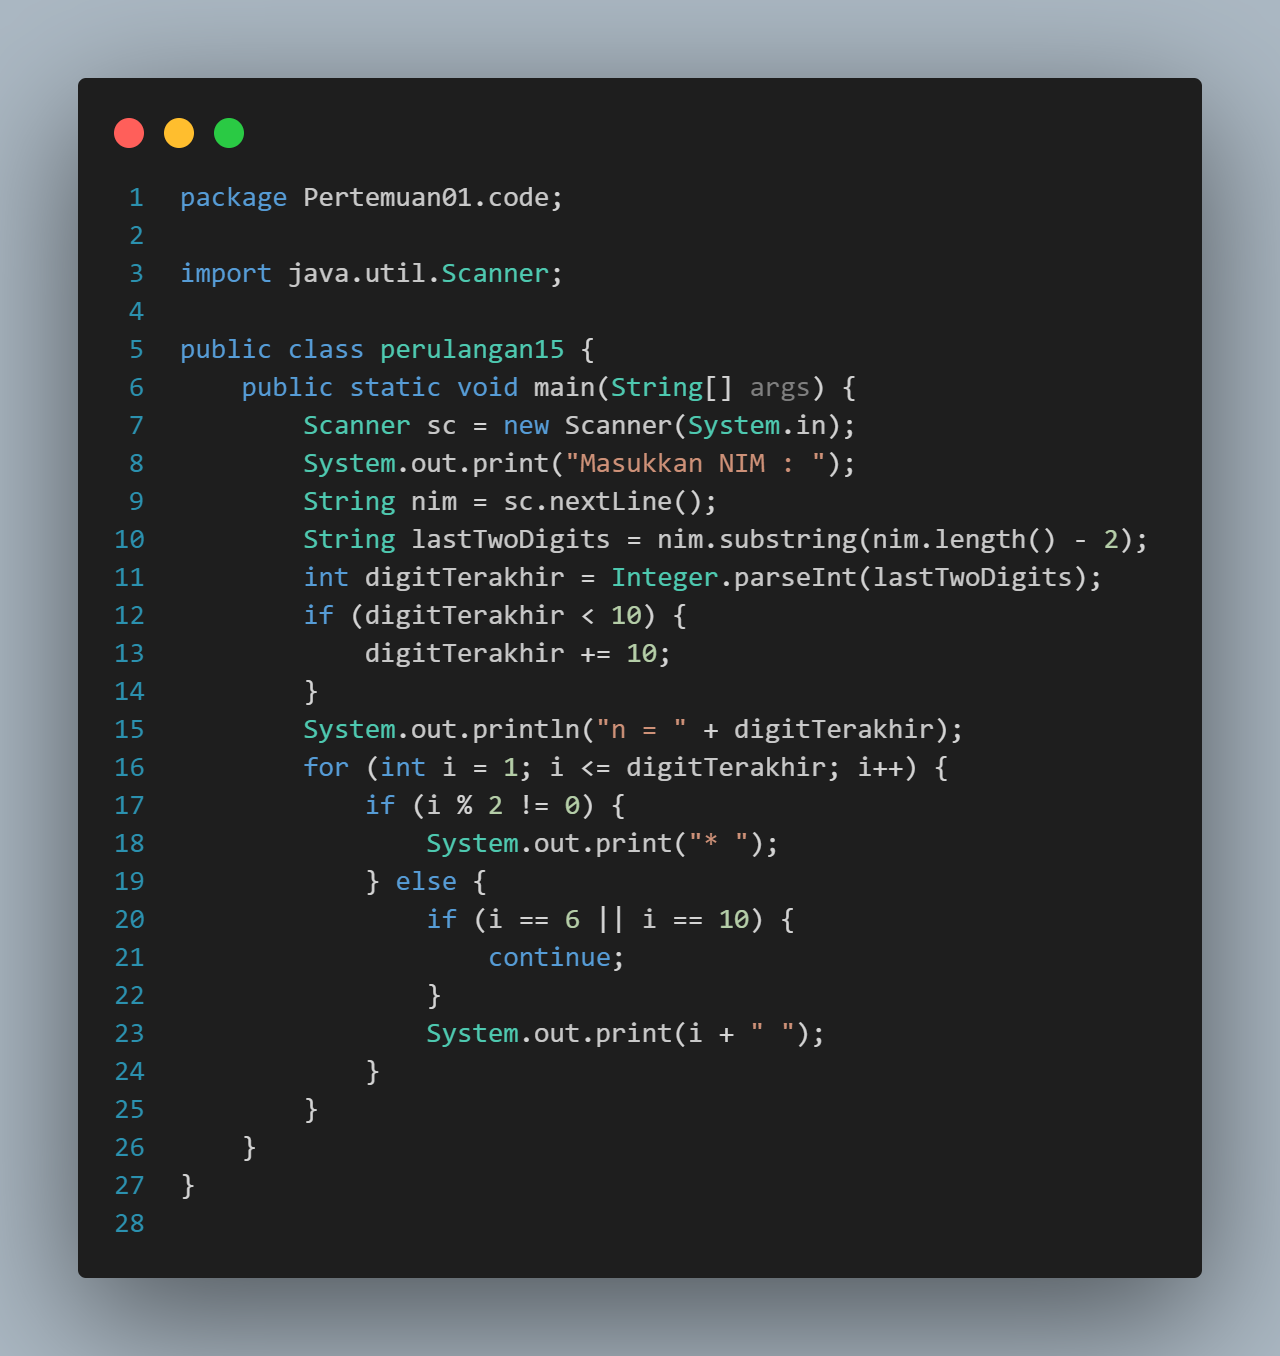 1 package Pertemuan01.code;
2
3 import java.util.Scanner;
4
5 public class perulangan15 {
6     public static void main(String[] args) {
7         Scanner sc = new Scanner(System.in);
8         System.out.print("Masukkan NIM : ");
9         String nim = sc.nextLine();
10         String lastTwoDigits = nim.substring(nim.length() - 2);
11         int digitTerakhir = Integer.parseInt(lastTwoDigits);
12         if (digitTerakhir < 10) {
13             digitTerakhir += 10;
14         }
15         System.out.println("n = " + digitTerakhir);
16         for (int i = 1; i <= digitTerakhir; i++) {
17             if (i % 2 != 0) {
18                 System.out.print("* ");
19             } else {
20                 if (i == 6 || i == 10) {
21                     continue;
22                 }
23                 System.out.print(i + " ");
24             }
25         }
26     }
27 }
28